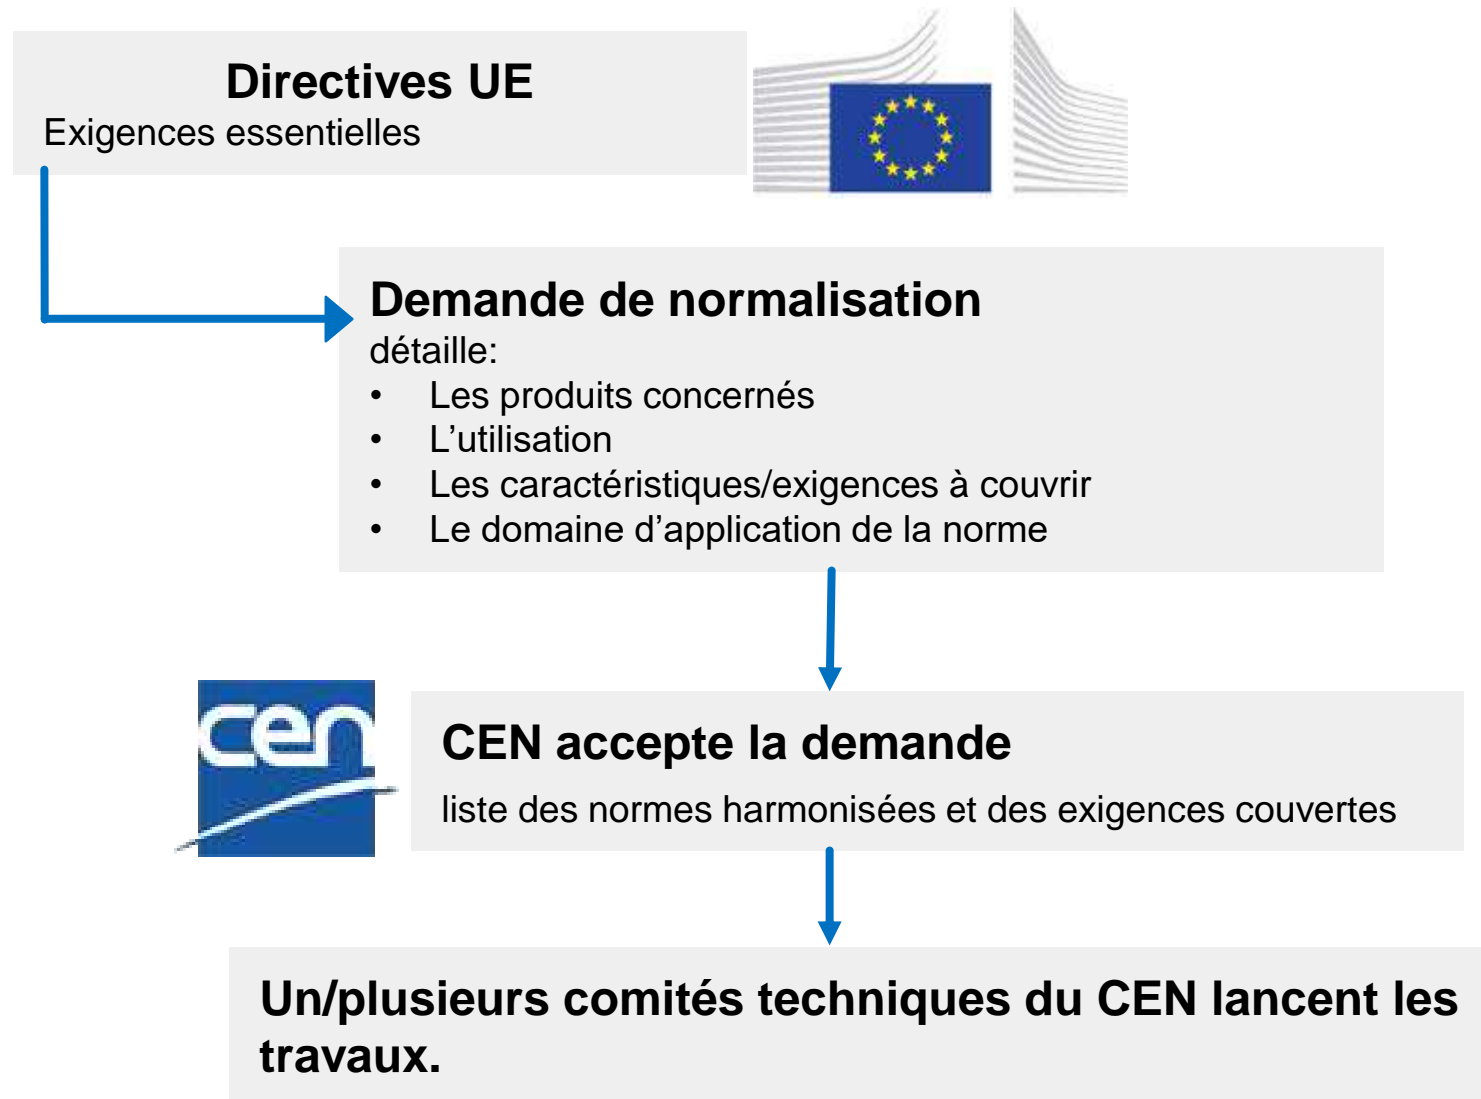 Directives UE
Exigences essentielles
Demande de normalisation
détaille:
• Les produits concernés
• L’utilisation
• Les caractéristiques/exigences à couvrir
• Le domaine d’application de la norme
cen
CEN accepte la demande
liste des normes harmonisées et des exigences couvertes
Un/plusieurs comités techniques du CEN lancent les
travaux.